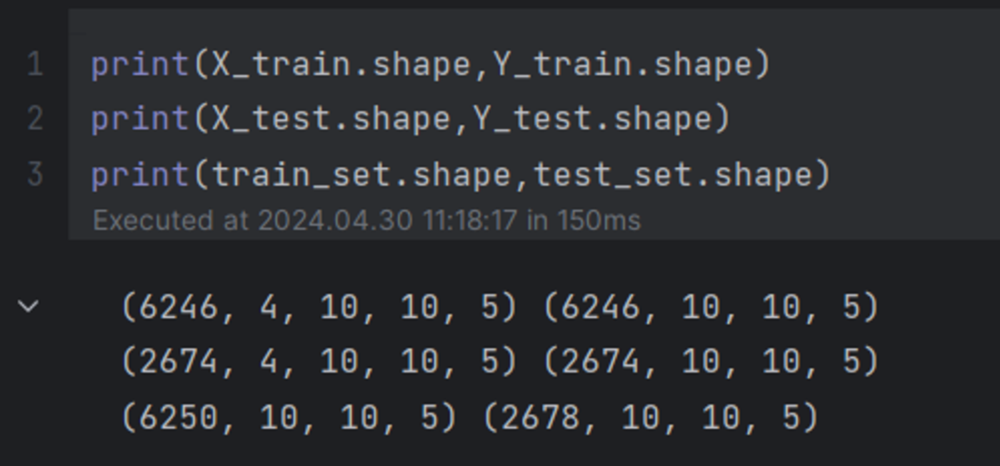 1 print(X_train.shape,Y_train.shape)
2 print(X_test.shape,Y_test.shape)
3 print(train_set.shape,test_set.shape)
Executed at 2024.04.30 11:18:17 in 150ms
(6246, 4, 10, 10, 5) (6246, 10, 10, 5)
(2674, 4, 10, 10, 5) (2674, 10, 10, 5)
(6250, 10, 10, 5) (2678, 10, 10, 5)